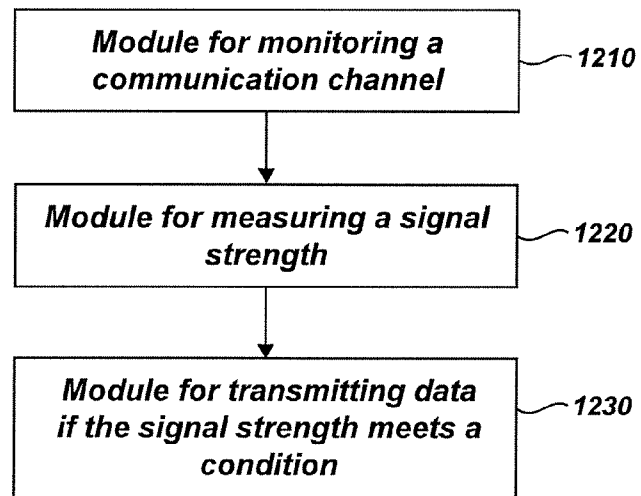 Module for monitoring a
communication channel
1210
Module for measuring a signal
strength
1220
Module for transmitting data
if the signal strength meets a
condition
1230